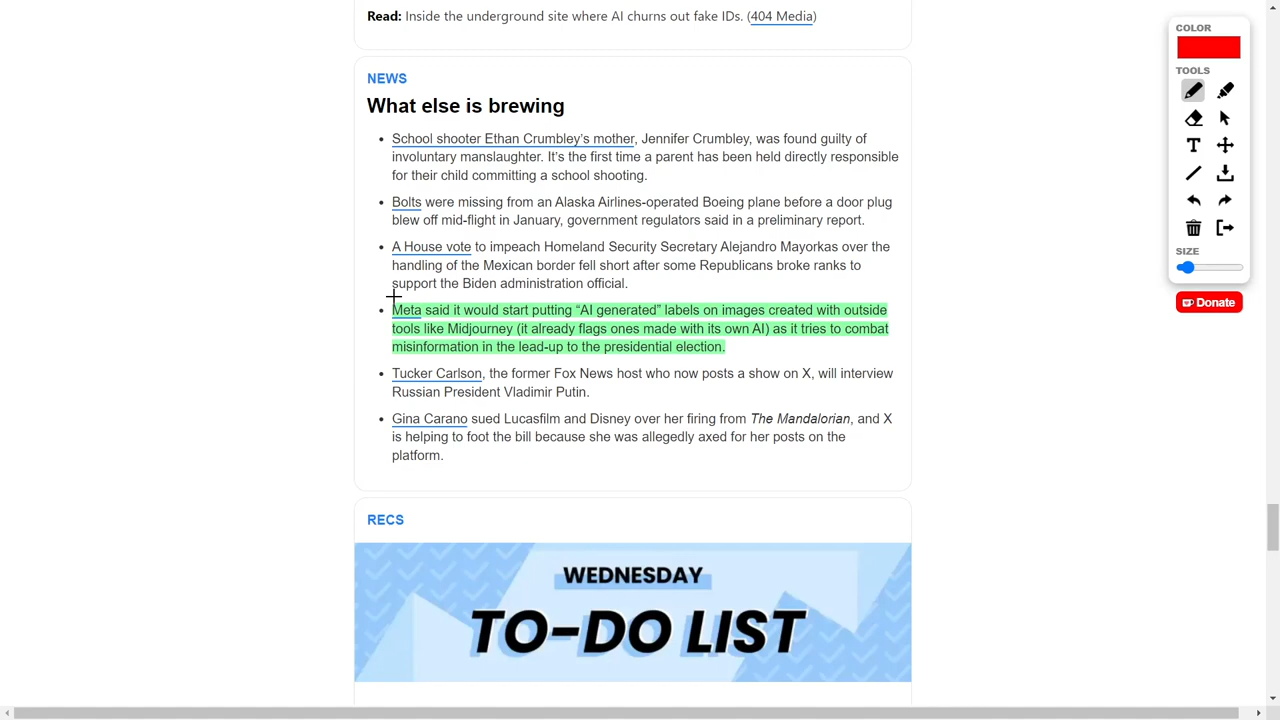 Read: Inside the underground site where AI churns out fake IDs. (404 Media)
NEWS
What else is brewing
School shooter Ethan Crumbley's mother, Jennifer Crumbley, was found guilty of
involuntary manslaughter. It's the first time a parent has been held directly responsible
for their child committing a school shooting.
Bolts were missing from an Alaska Airlines-operated Boeing plane before a door plug
blew off mid-flight in January, government regulators said in a preliminary report.
A House vote to impeach Homeland Security Secretary Alejandro Mayorkas over the
handling of the Mexican border fell short after some Republicans broke ranks to
support the Biden administration official.
Meta said it would start putting “AI generated” labels on images created with outside
tools like Midjourney (it already flags ones made with its own AI) as it tries to combat
misinformation in the lead-up to the presidential election.
Tucker Carlson, the former Fox News host who now posts a show on X, will interview
Russian President Vladimir Putin.
Gina Carano sued Lucasfilm and Disney over her firing from The Mandalorian, and X
is helping to foot the bill because she was allegedly axed for her posts on the
platform.
RECS
WEDNESDAY
TO-DO LIST
COLOR
TOOLS
T
SIZE
Donate